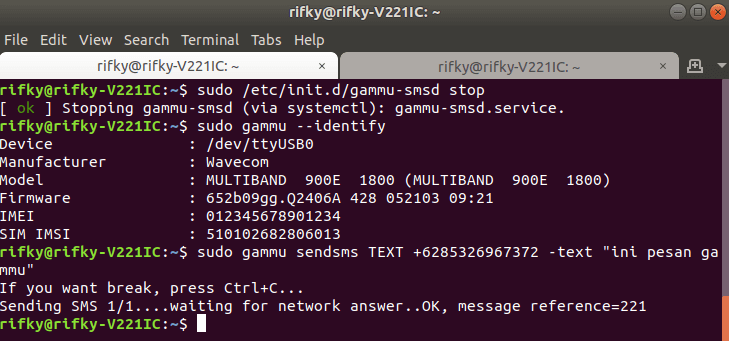 rifky@rifky-V221IC: ~
File Edit View Search Terminal Tabs Help
rifky@rifky-V221IC: ~ × rifky@rifky-V221IC: ~ ×
rifky@rifky-V221IC:~$ sudo /etc/init.d/gammu-smsd stop
[ ok ] Stopping gammu-smsd (via systemctl): gammu-smsd.service.
rifky@rifky-V221IC:~$ sudo gammu --identify
Device               : /dev/ttyUSB0
Manufacturer         : Wavecom
Model                : MULTIBAND  900E  1800 (MULTIBAND  900E  1800)
Firmware             : 652b09gg.Q2406A 428 052103 09:21
IMEI                 : 012345678901234
SIM IMSI             : 510102682806013
rifky@rifky-V221IC:~$ sudo gammu sendsms TEXT +6285326967372 -text "ini pesan ga
mmu"
If you want break, press Ctrl+C...
Sending SMS 1/1....waiting for network answer..OK, message reference=221
rifky@rifky-V221IC:~$